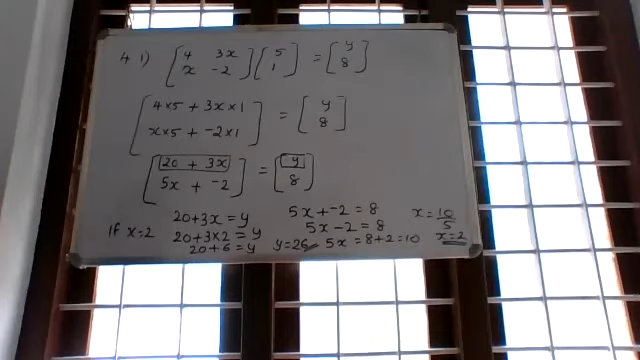 4 1) [4 3x] [5] = [y]
[x -2] [1] [8]
[4×5 + 3x×1] = [y]
[x×5 + -2×1] [8]
[20 + 3x] = [y]
[5x + -2] [8]
20+3x = y
If x=2 20+3×2 = y
20+6 = y y=26
5x+-2 = 8
5x-2 = 8
5x = 8+2=10
x=10/5
x=2